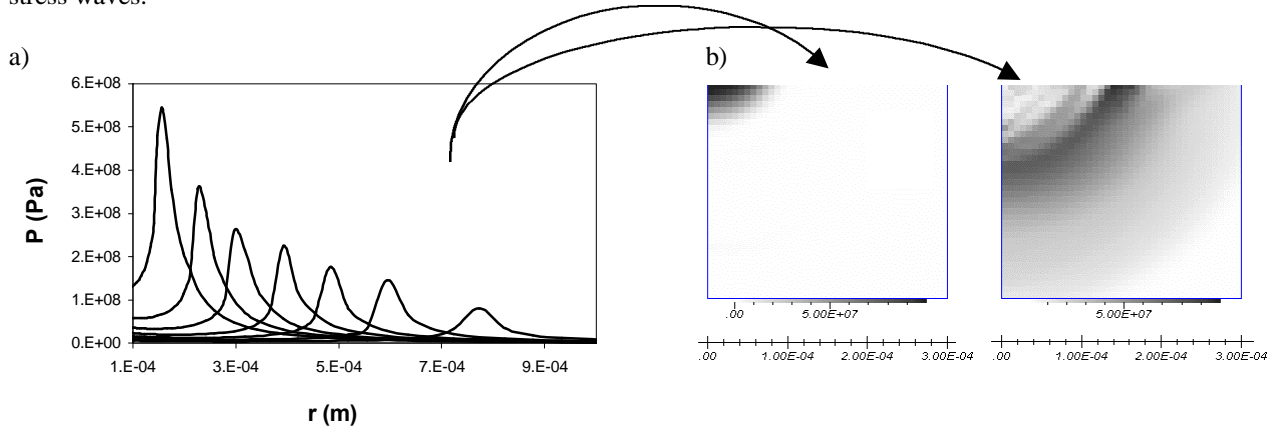 stress waves.
a)
b)
6.E+08
5.E+08
4.E+08
3.E+08
2.E+08
1.E+08
0.E+00
P (Pa)
1.E-04 3.E-04 5.E-04 7.E-04 9.E-04
r (m)
.00 5.00E+07
.00 1.00E-04 2.00E-04 3.00E-04
5.00E+07
.00 1.00E-04 2.00E-04 3.00E-04